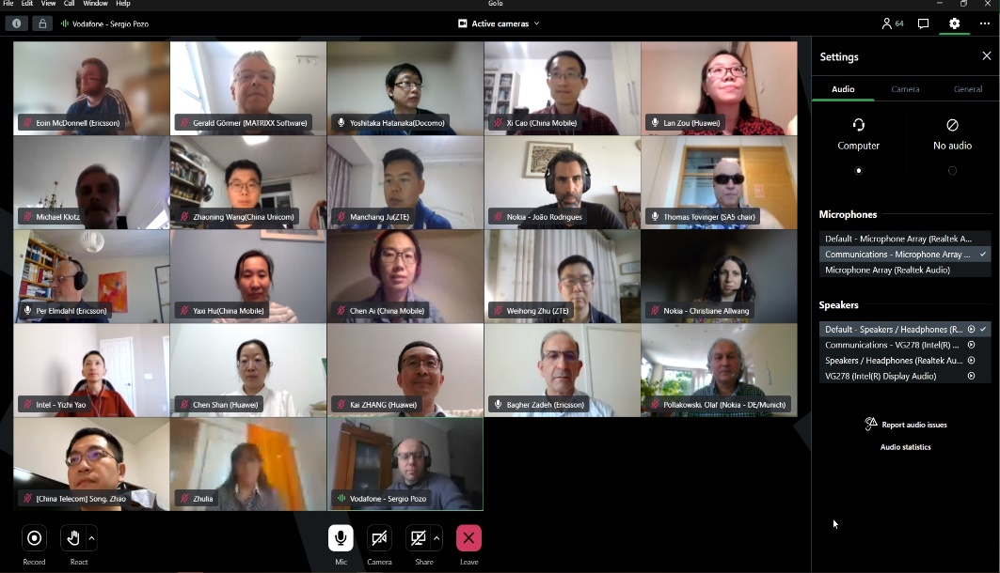 File Edit View Call Window Help
GoTo
Vodafone - Sergio Pozo
Active cameras
64
Eoin McDonnell (Ericsson)
Gerald Görmer (MATRIXX Software)
Yoshitaka Hatanaka(Docomo)
Xi Cao (China Mobile)
Lan Zou (Huawei)
Michael Klotz
Zhaoning Wang(China Unicom)
Manchang Ju(ZTE)
Nokia - João Rodrigues
Thomas Tovinger (SA5 chair)
Per Elmdahl (Ericsson)
Yaxi Hu(China Mobile)
Chen Ai (China Mobile)
Weihong Zhu (ZTE)
Nokia - Christiane Allwang
Intel - Yizhi Yao
Chen Shan (Huawei)
Kai ZHANG (Huawei)
Bagher Zadeh (Ericsson)
Pollakowski, Olaf (Nokia - DE/Munich)
[China Telecom] Song, Zhao
Zhulia
Vodafone - Sergio Pozo
Record
React
Mic
Camera
Share
Leave
Settings
Audio Camera General
Computer
No audio
Microphones
Default - Microphone Array (Realtek A...
Communications - Microphone Array ...
Microphone Array (Realtek Audio)
Speakers
Default - Speakers / Headphones (R...
Communications - VG278 (Intel(R) ...
Speakers / Headphones (Realtek Au...
VG278 (Intel(R) Display Audio)
Report audio issues
Audio statistics